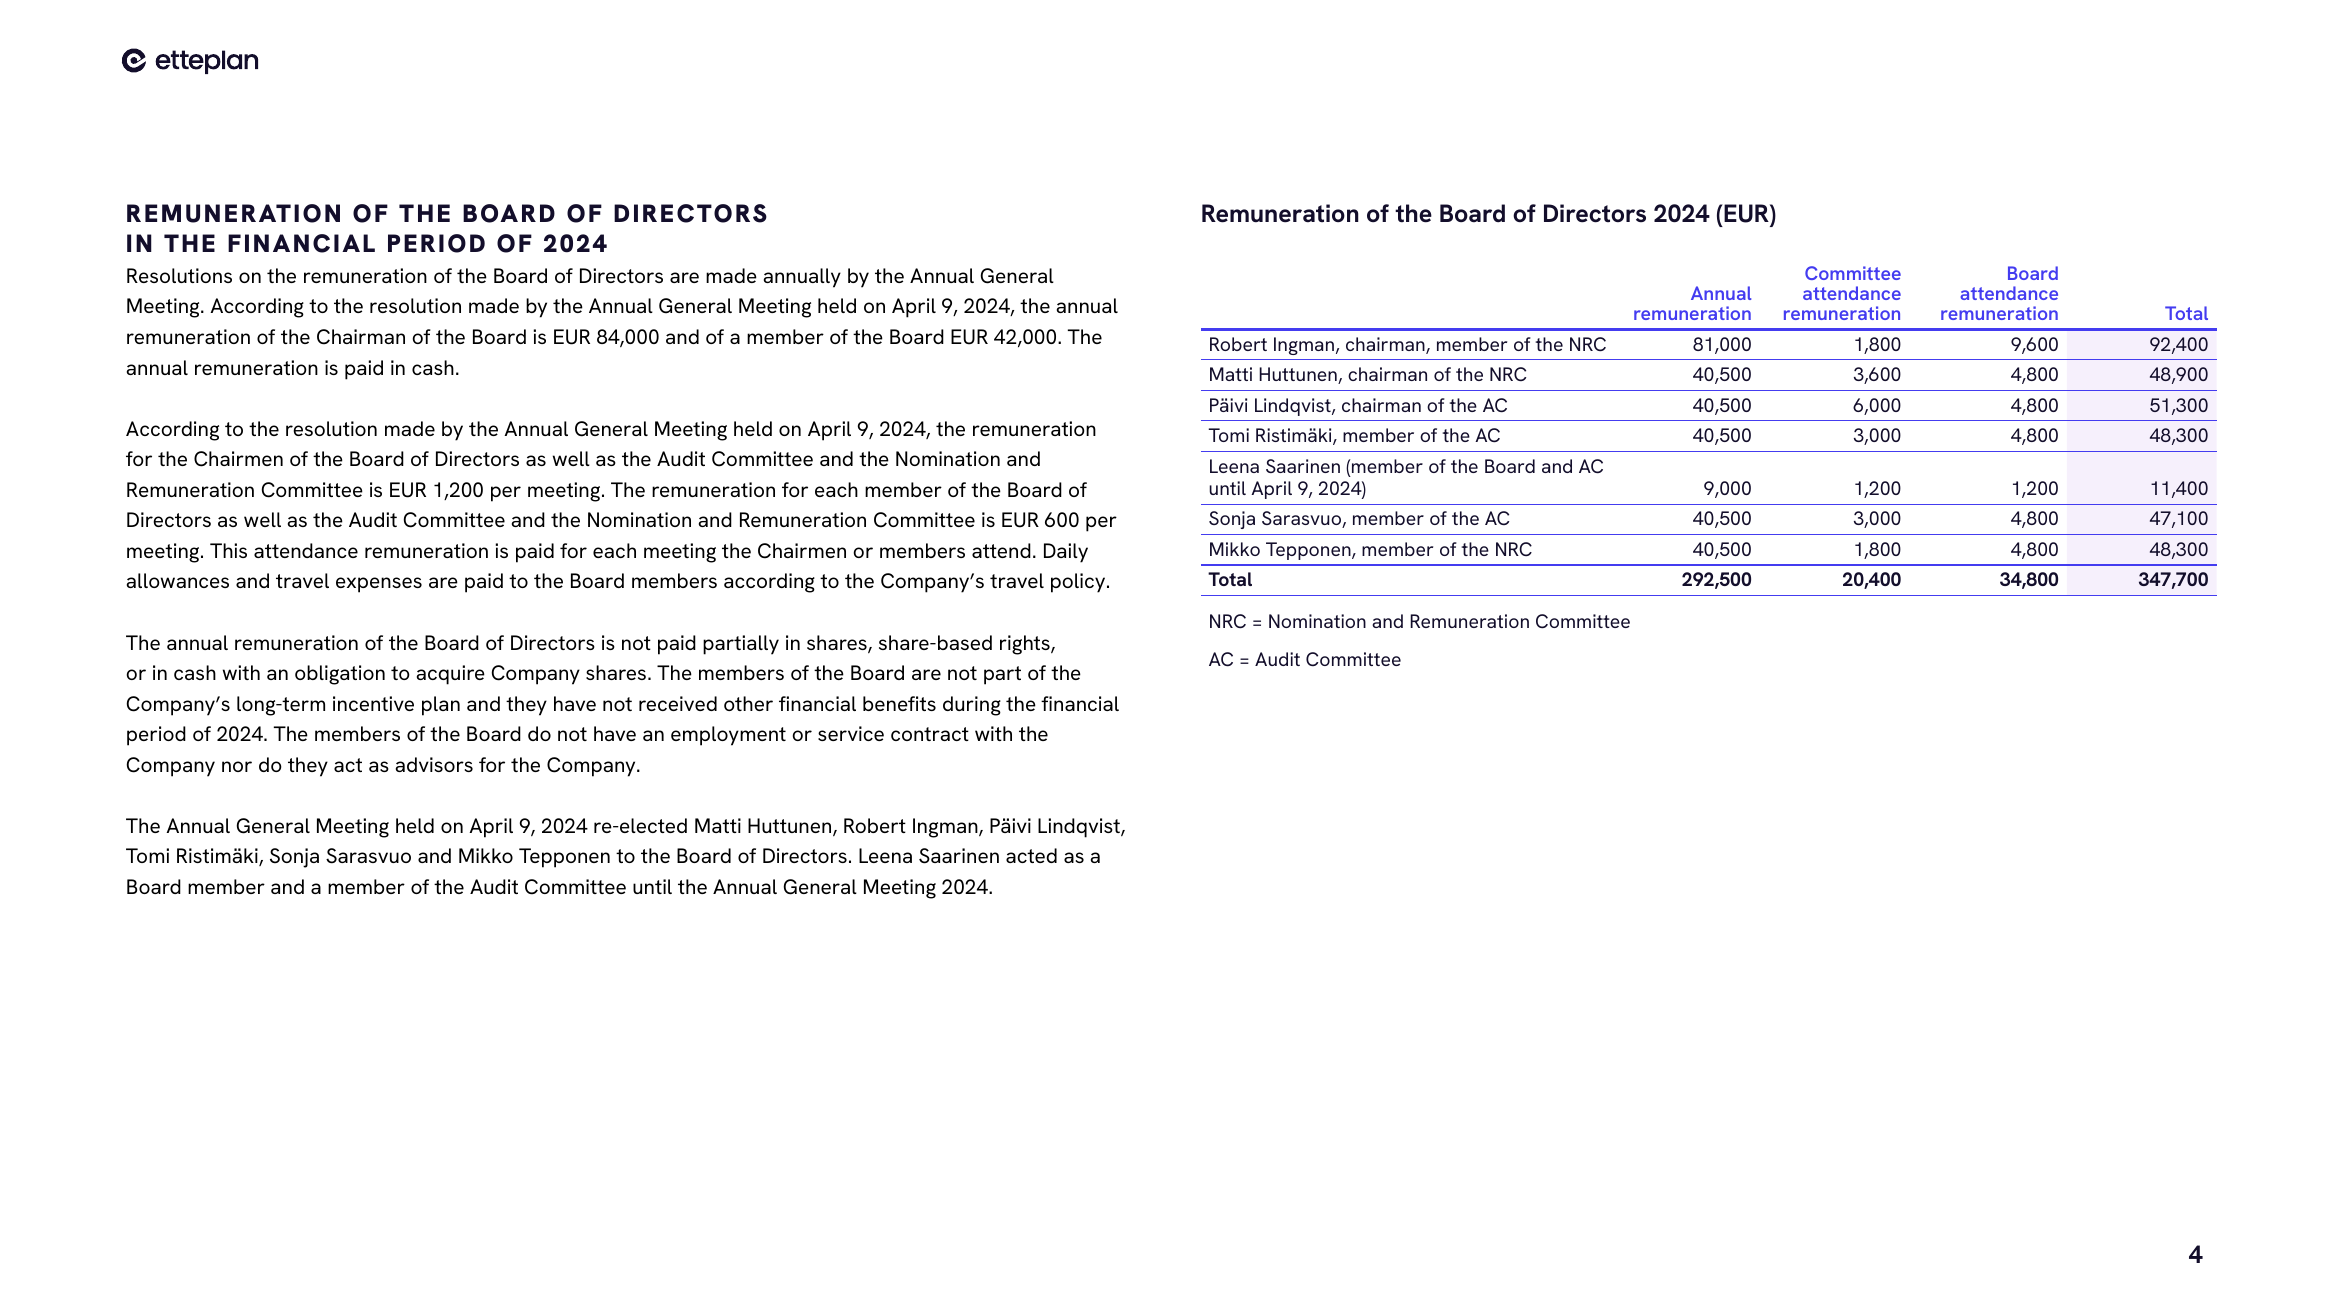 etteplan
REMUNERATION OF THE BOARD OF DIRECTORS
IN THE FINANCIAL PERIOD OF 2024
Resolutions on the remuneration of the Board of Directors are made annually by the Annual General
Meeting. According to the resolution made by the Annual General Meeting held on April 9, 2024, the annual
remuneration of the Chairman of the Board is EUR 84,000 and of a member of the Board EUR 42,000. The
annual remuneration is paid in cash.
According to the resolution made by the Annual General Meeting held on April 9, 2024, the remuneration
for the Chairmen of the Board of Directors as well as the Audit Committee and the Nomination and
Remuneration Committee is EUR 1,200 per meeting. The remuneration for each member of the Board of
Directors as well as the Audit Committee and the Nomination and Remuneration Committee is EUR 600 per
meeting. This attendance remuneration is paid for each meeting the Chairmen or members attend. Daily
allowances and travel expenses are paid to the Board members according to the Company’s travel policy.
The annual remuneration of the Board of Directors is not paid partially in shares, share-based rights,
or in cash with an obligation to acquire Company shares. The members of the Board are not part of the
Company’s long-term incentive plan and they have not received other financial benefits during the financial
period of 2024. The members of the Board do not have an employment or service contract with the
Company nor do they act as advisors for the Company.
The Annual General Meeting held on April 9, 2024 re-elected Matti Huttunen, Robert Ingman, Päivi Lindqvist,
Tomi Ristimäki, Sonja Sarasvuo and Mikko Tepponen to the Board of Directors. Leena Saarinen acted as a
Board member and a member of the Audit Committee until the Annual General Meeting 2024.
Remuneration of the Board of Directors 2024 (EUR)
Annual remuneration Committee attendance remuneration Board attendance remuneration Total
Robert Ingman, chairman, member of the NRC 81,000 1,800 9,600 92,400
Matti Huttunen, chairman of the NRC 40,500 3,600 4,800 48,900
Päivi Lindqvist, chairman of the AC 40,500 6,000 4,800 51,300
Tomi Ristimäki, member of the AC 40,500 3,000 4,800 48,300
Leena Saarinen (member of the Board and AC
until April 9, 2024) 9,000 1,200 1,200 11,400
Sonja Sarasvuo, member of the AC 40,500 3,000 4,800 47,100
Mikko Tepponen, member of the NRC 40,500 1,800 4,800 48,300
Total 292,500 20,400 34,800 347,700
NRC = Nomination and Remuneration Committee
AC = Audit Committee
4